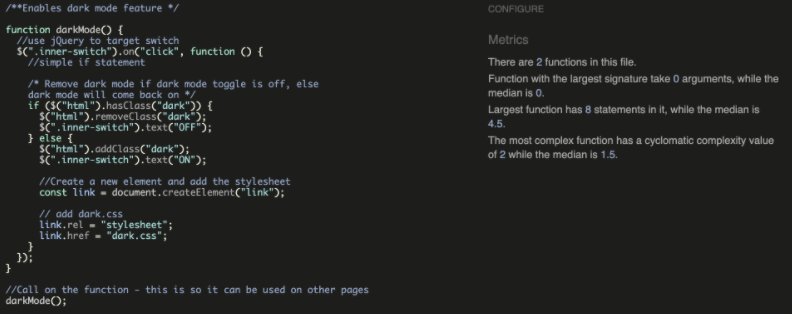 /**Enables dark mode feature */
function darkMode() {
//use jQuery to target switch
$(".inner-switch").on("click", function () {
//simple if statement
/* Remove dark mode if dark mode toggle is off, else
dark mode will come back on */
if ($("html").hasClass("dark")) {
$("html").removeClass("dark");
$(".inner-switch").text("OFF");
} else {
$("html").addClass("dark");
$(".inner-switch").text("ON");
//Create a new element and add the stylesheet
const link = document.createElement("link");
// add dark.css
link.rel = "stylesheet";
link.href = "dark.css";
}
});
}
//Call on the function - this is so it can be used on other pages
darkMode();
CONFIGURE
Metrics
There are 2 functions in this file.
Function with the largest signature take 0 arguments, while the
median is 0.
Largest function has 8 statements in it, while the median is
4.5.
The most complex function has a cyclomatic complexity value
of 2 while the median is 1.5.